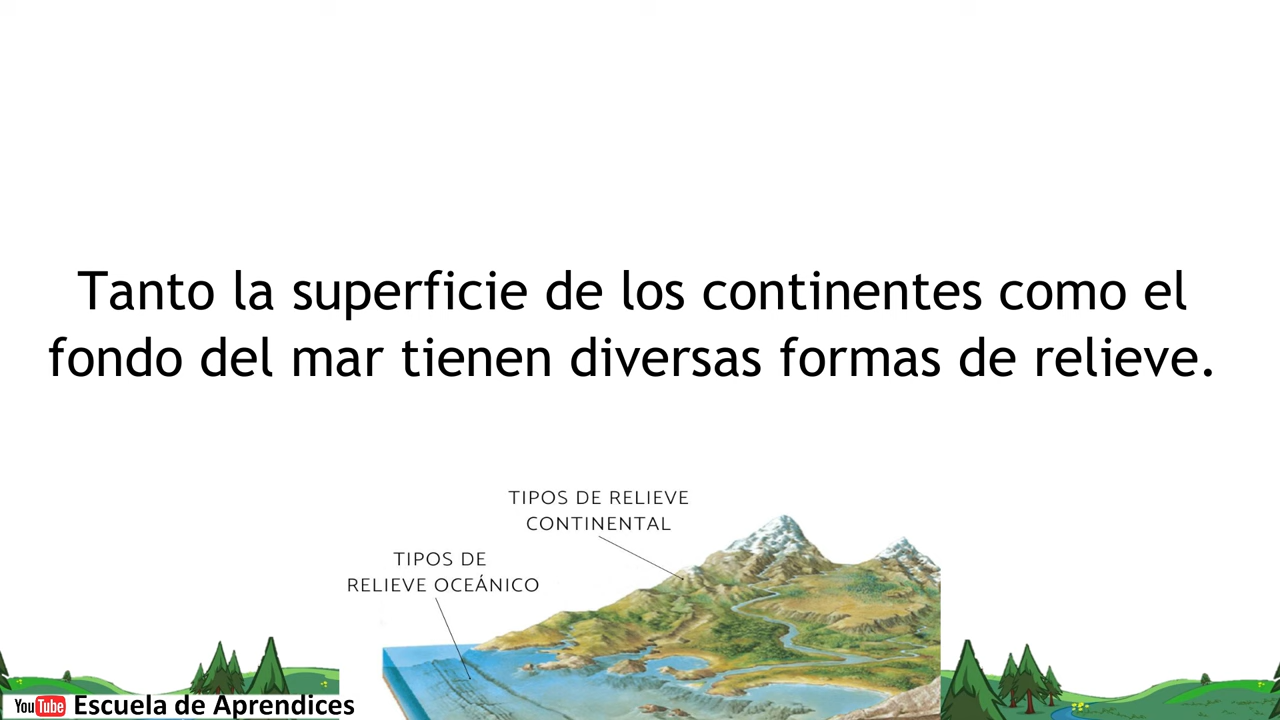 Tanto la superficie de los continentes como el
fondo del mar tienen diversas formas de relieve.
TIPOS DE RELIEVE
CONTINENTAL
TIPOS DE
RELIEVE OCEÁNICO
YouTube Escuela de Aprendices